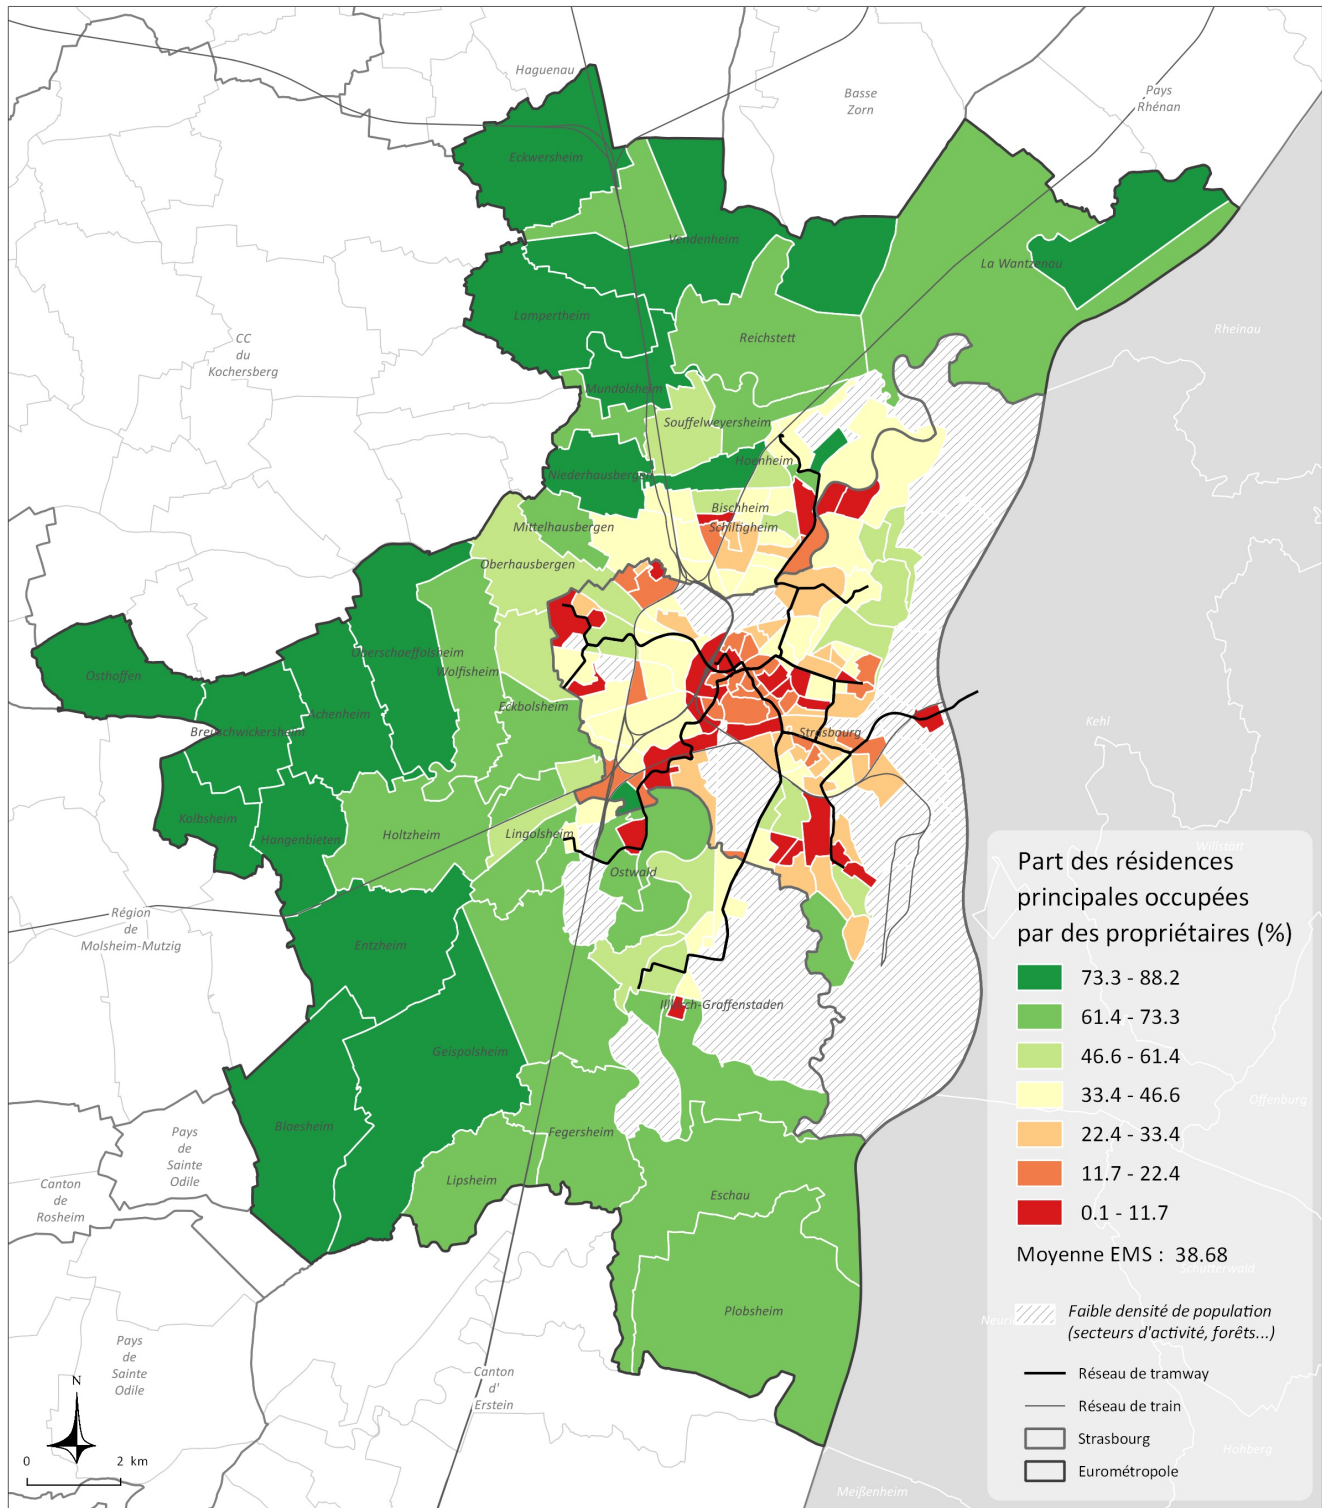 Haguenau
Basse
Zorn
Pays
Rhénan
Eckwersheim
Vendenheim
La Wantzenau
Lampertheim
Reichstett
Rheinau
CC
du
Kochersberg
Mundolsheim
Souffelweyersheim
Hoenheim
Niederhausbergen
Bischheim
Mittelhausbergen
Schiltigheim
Oberhausbergen
Oberschaeffolsheim
Wolfisheim
Osthoffen
Eckbolsheim
Achenheim
Breuschwickersheim
Strasbourg
Kehl
Kolbsheim
Hangenbieten
Holtzheim
Lingolsheim
Ostwald
Willstätt
Région
de
Molsheim-Mutzig
Entzheim
Illkirch-Graffenstaden
Geispolsheim
Blaesheim
Fegersheim
Pays
de
Sainte
Odile
Lipsheim
Eschau
Canton
de
Rosheim
Plobsheim
Pays
de
Sainte
Odile
Canton
d'
Erstein
Offenburg
Schutterwald
Hohberg
Meißenheim
N
0 2 km
Part des résidences
principales occupées
par des propriétaires (%)
73.3 - 88.2
61.4 - 73.3
46.6 - 61.4
33.4 - 46.6
22.4 - 33.4
11.7 - 22.4
0.1 - 11.7
Moyenne EMS : 38.68
Faible densité de population
(secteurs d'activité, forêts...)
Réseau de tramway
Réseau de train
Strasbourg
Eurométropole